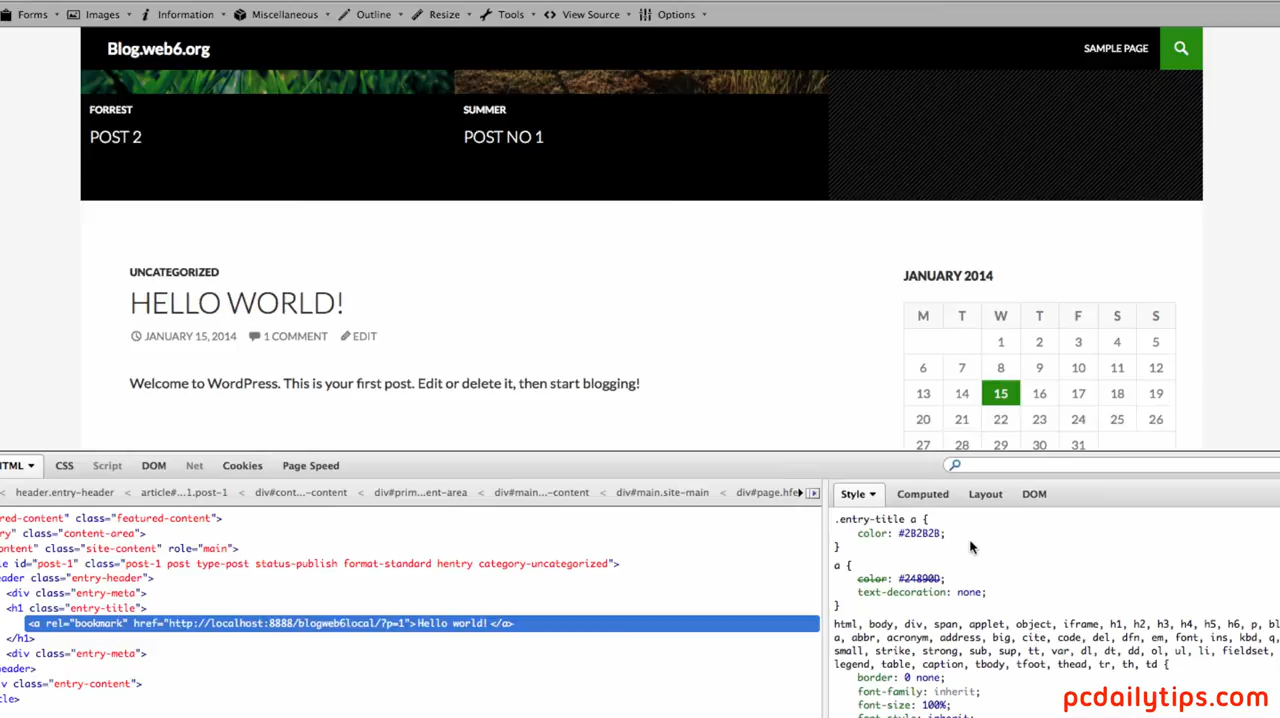 Forms Images Information Miscellaneous Outline Resize Tools View Source Options
Blog.web6.org
SAMPLE PAGE
FORREST
POST 2
SUMMER
POST NO 1
UNCATEGORIZED
HELLO WORLD!
JANUARY 15, 2014 1 COMMENT EDIT
Welcome to WordPress. This is your first post. Edit or delete it, then start blogging!
JANUARY 2014
M T W T F S S
1 2 3 4 5
6 7 8 9 10 11 12
13 14 15 16 17 18 19
20 21 22 23 24 25 26
27 28 29 30 31
HTML CSS Script DOM Net Cookies Page Speed
< header.entry-header < article#...1.post-1 < div#cont...-content < div#prim...ent-area < div#main...-content < div#main.site-main < div#page.hfe
ured-content" class="featured-content">
ry" class="content-area">
ontent" class="site-content" role="main">
le id="post-1" class="post-1 post type-post status-publish format-standard hentry category-uncategorized">
eader class="entry-header">
<div class="entry-meta">
<h1 class="entry-title">
<a rel="bookmark" href="http://localhost:8888/blogweb6local/?p=1">Hello world!</a>
</h1>
<div class="entry-meta">
header>
v class="entry-content">
cle>
Style Computed Layout DOM
.entry-title a {
color: #2B2B2B;
}
a {
color: #24890D;
text-decoration: none;
}
html, body, div, span, applet, object, iframe, h1, h2, h3, h4, h5, h6, p, bl
a, abbr, acronym, address, big, cite, code, del, dfn, em, font, ins, kbd, q,
small, strike, strong, sub, sup, tt, var, dl, dt, dd, ol, ul, li, fieldset,
legend, table, caption, tbody, tfoot, thead, tr, th, td {
border: 0 none;
font-family: inherit;
font-size: 100%;
font-style: inherit;
pcdailytips.com